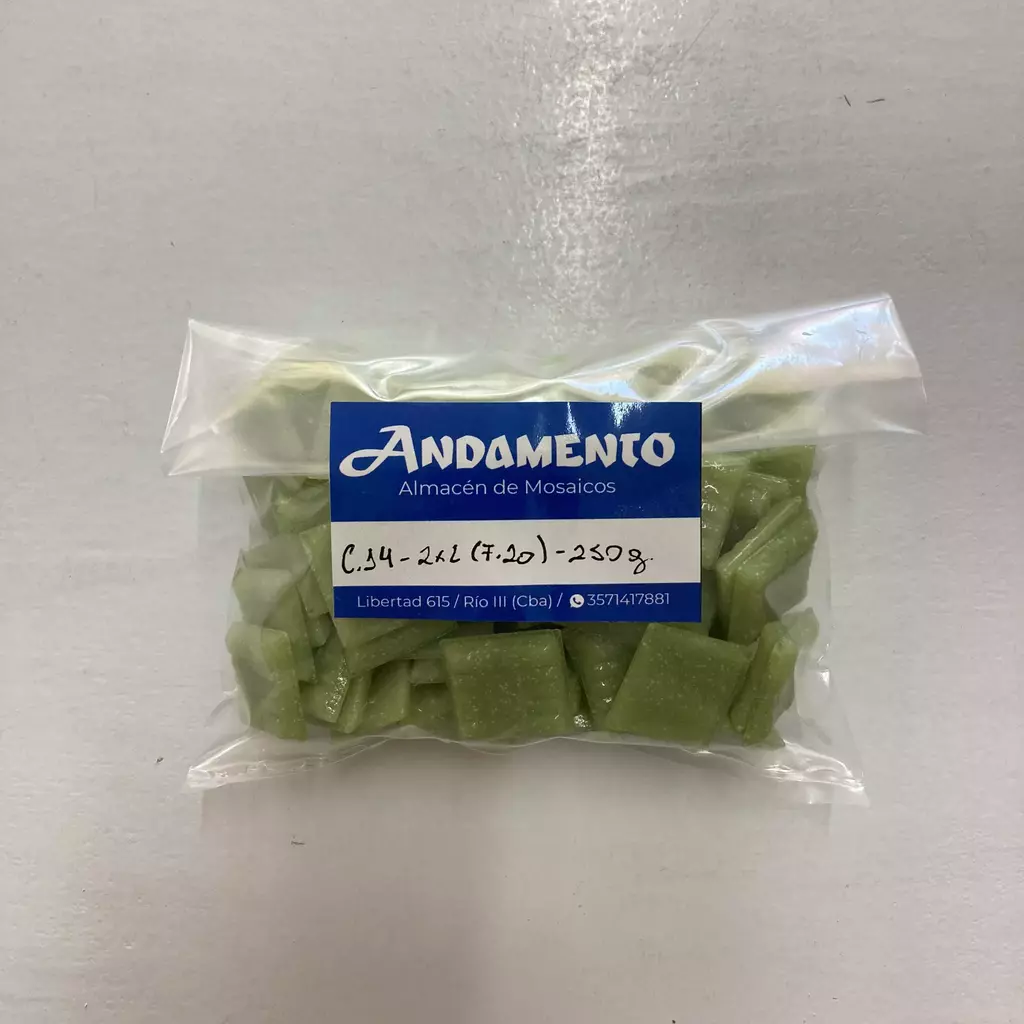 ANDAMENTO
Almacén de Mosaicos
C.14 - 2x2 (7.20) - 250g.
Libertad 615 / Río III (Cba) / 3571417881